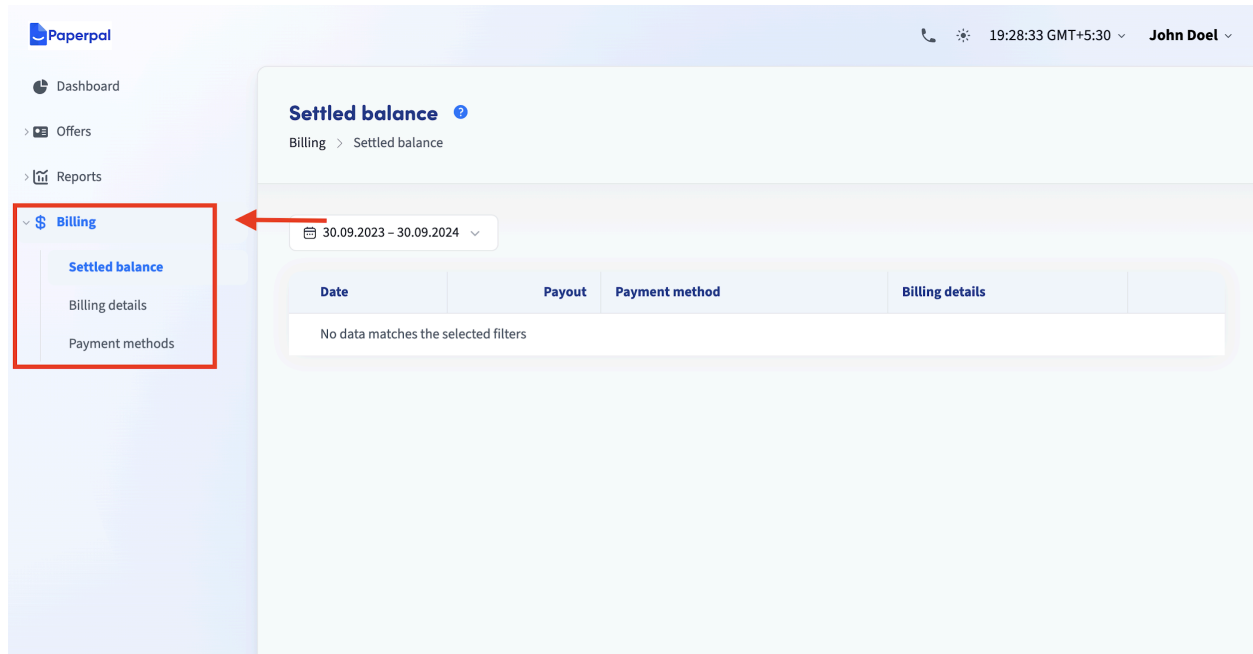 Paperpal
19:28:33 GMT+5:30
John Doel
Dashboard
Offers
Reports
$ Billing
Settled balance
Billing details
Payment methods
Settled balance ?
Billing > Settled balance
30.09.2023 – 30.09.2024
Date Payout Payment method Billing details
No data matches the selected filters